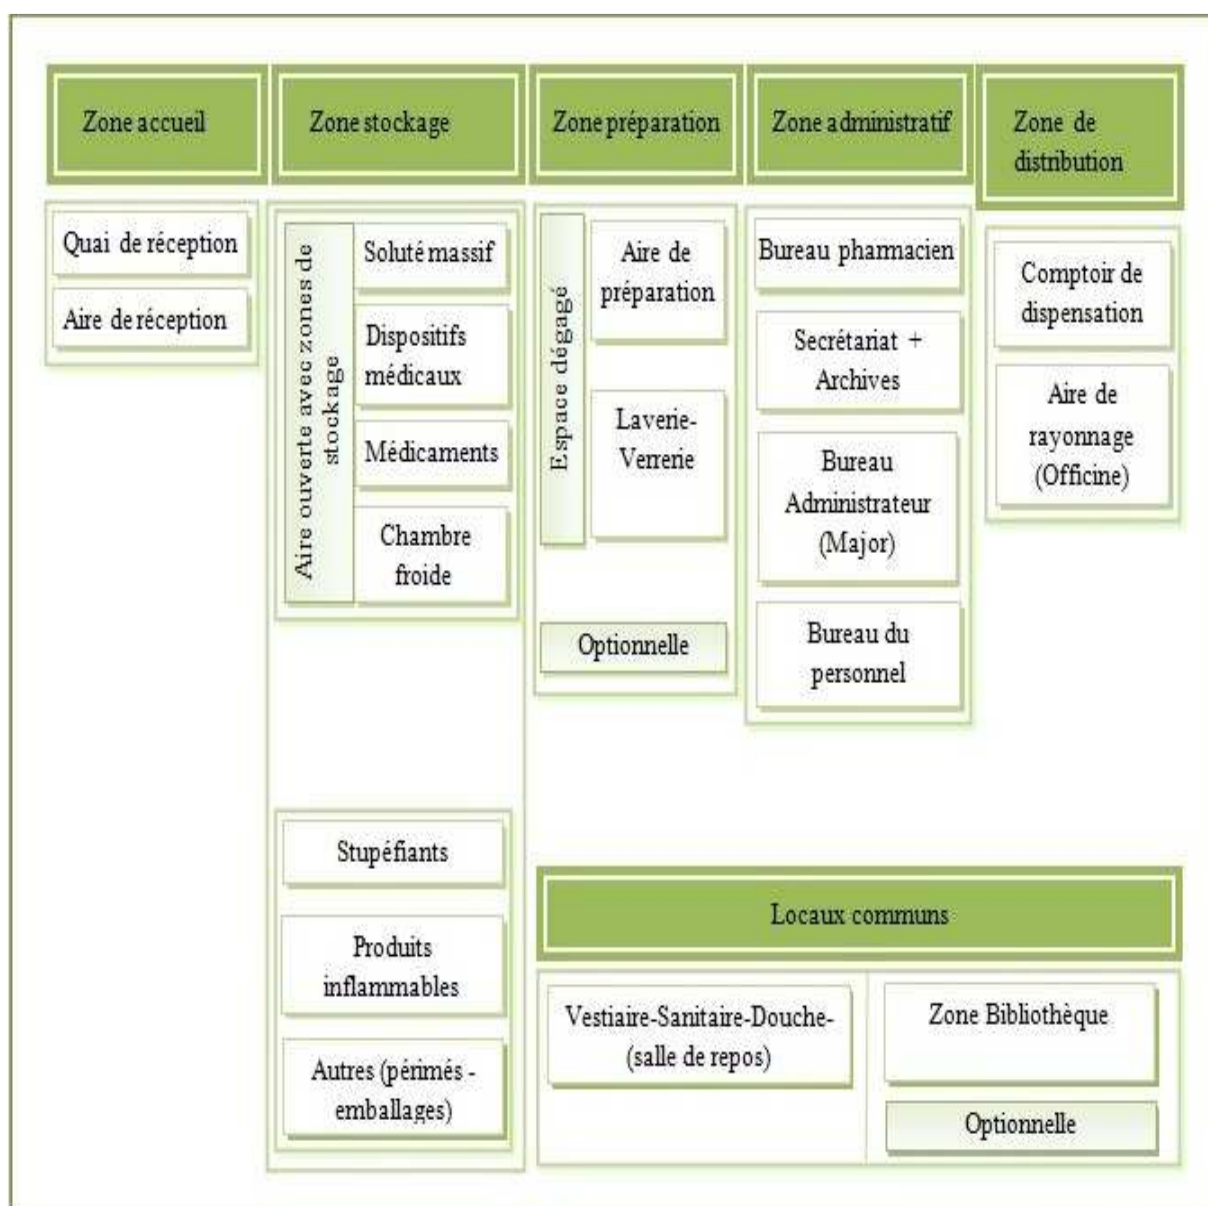 Zone accueil
Zone stockage
Zone préparation
Zone administratif
Zone de
distribution
Quai de réception
Aire de réception
Aire ouverte avec zones de
stockage
Soluté massif
Dispositifs
médicaux
Médicaments
Chambre
froide
Stupéfiants
Produits
inflammables
Autres (périmés -
emballages)
Espace dégagé
Aire de
préparation
Laverie-
Verrerie
Optionnelle
Bureau pharmacien
Secrétariat +
Archives
Bureau
Administrateur
(Major)
Bureau du
personnel
Comptoir de
dispensation
Aire de
rayonnage
(Officine)
Locaux communs
Vestiaire-Sanitaire-Douche-
(salle de repos)
Zone Bibliothèque
Optionnelle